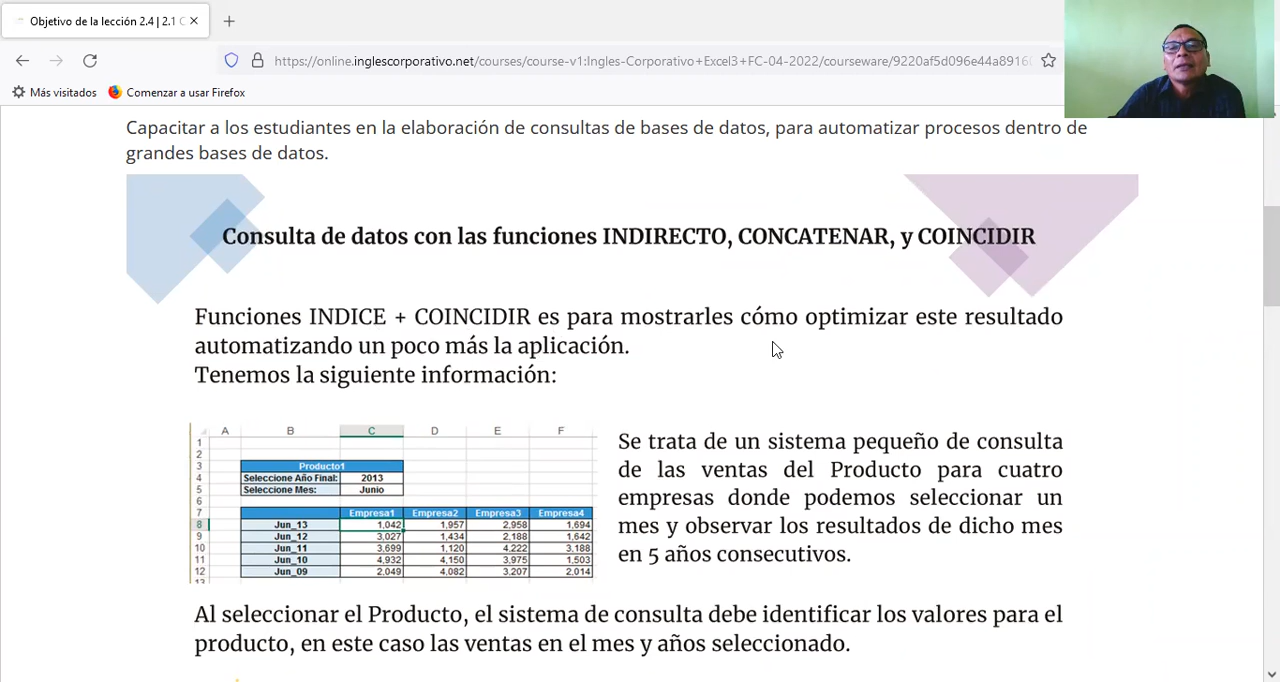 Objetivo de la lección 2.4 | 2.1 C
https://online.inglescorporativo.net/courses/course-v1:Ingles-Corporativo+Excel3+FC-04-2022/courseware/9220af5d096e44a89160
Más visitados
Comenzar a usar Firefox
Capacitar a los estudiantes en la elaboración de consultas de bases de datos, para automatizar procesos dentro de
grandes bases de datos.
Consulta de datos con las funciones INDIRECTO, CONCATENAR, y COINCIDIR
Funciones INDICE + COINCIDIR es para mostrarles cómo optimizar este resultado
automatizando un poco más la aplicación.
Tenemos la siguiente información:
A B C D E F
1
2
3 Producto1
4 Seleccione Año Final: 2013
5 Seleccione Mes: Junio
6
7 Empresa1 Empresa2 Empresa3 Empresa4
8 Jun_13 1,042 1,957 2,958 1,694
9 Jun_12 3,027 1,434 2,188 1,642
10 Jun_11 3,699 1,120 4,222 3,188
11 Jun_10 4,932 4,150 3,975 1,503
12 Jun_09 2,049 4,082 3,207 2,014
13
Se trata de un sistema pequeño de consulta
de las ventas del Producto para cuatro
empresas donde podemos seleccionar un
mes y observar los resultados de dicho mes
en 5 años consecutivos.
Al seleccionar el Producto, el sistema de consulta debe identificar los valores para el
producto, en este caso las ventas en el mes y años seleccionado.